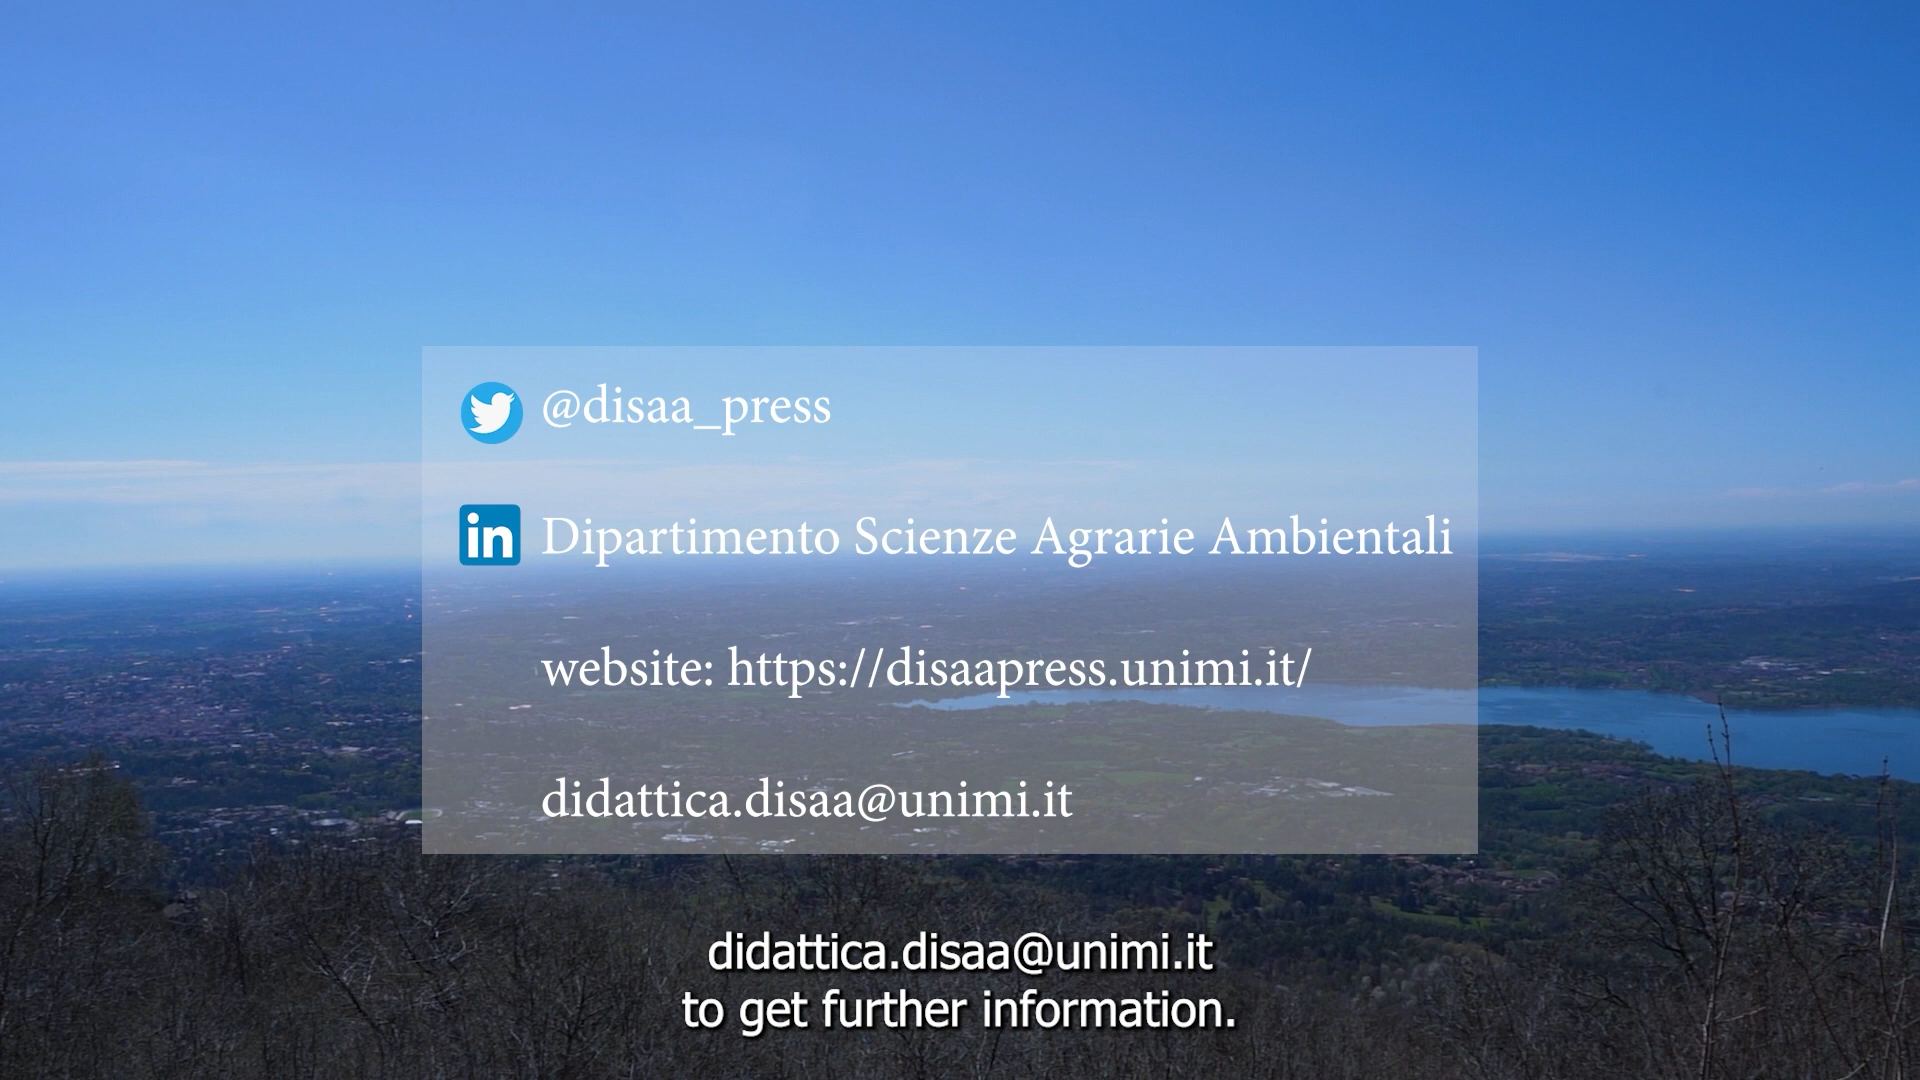 @disaa_press
in Dipartimento Scienze Agrarie Ambientali
website: https://disaapress.unimi.it/
didattica.disaa@unimi.it
didattica.disaa@unimi.it
to get further information.